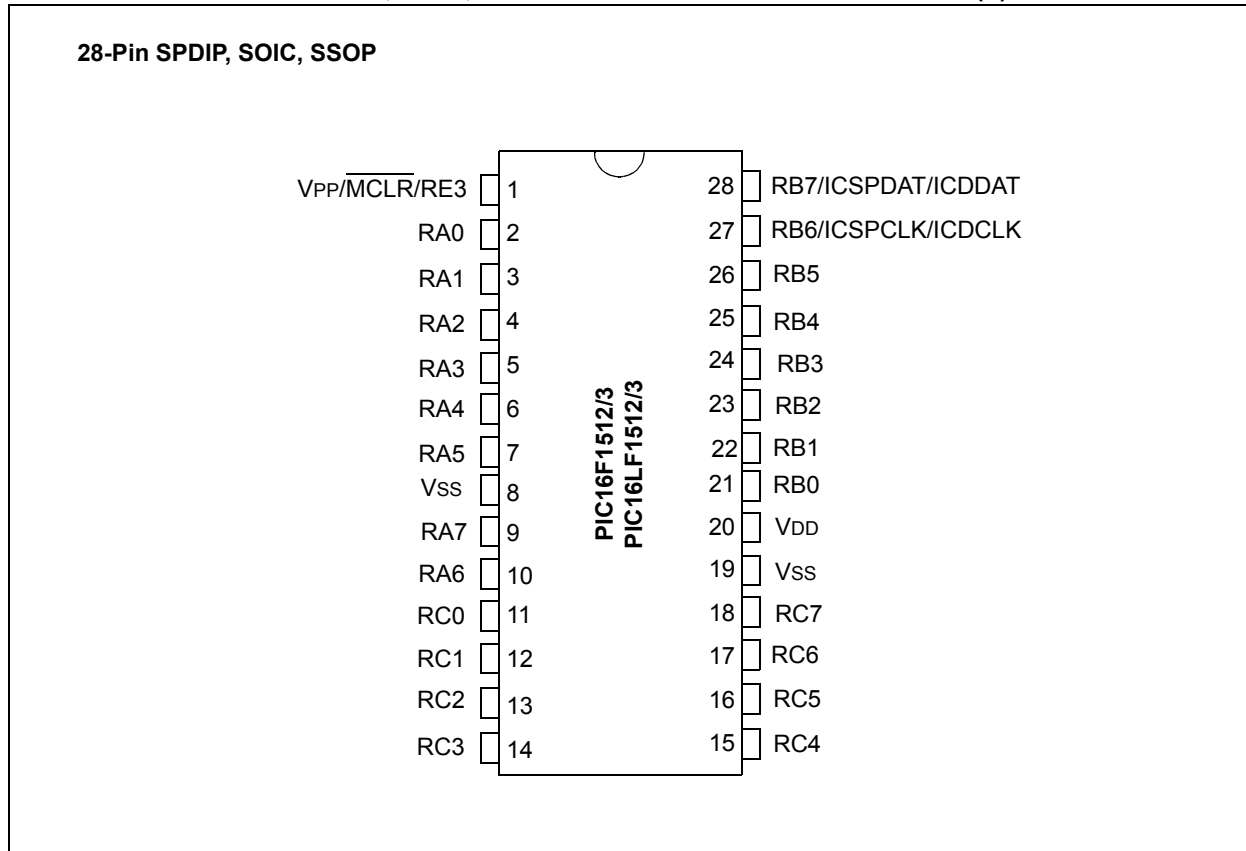 28-Pin SPDIP, SOIC, SSOP
VPP/MCLR/RE3 1 28 RB7/ICSPDAT/ICDDAT
RA0 2 27 RB6/ICSPCLK/ICDCLK
RA1 3 26 RB5
RA2 4 25 RB4
RA3 5 24 RB3
RA4 6 23 RB2
RA5 7 22 RB1
VSS 8 21 RB0
RA7 9 20 VDD
RA6 10 19 VSS
RC0 11 18 RC7
RC1 12 17 RC6
RC2 13 16 RC5
RC3 14 15 RC4
PIC16F1512/3
PIC16LF1512/3